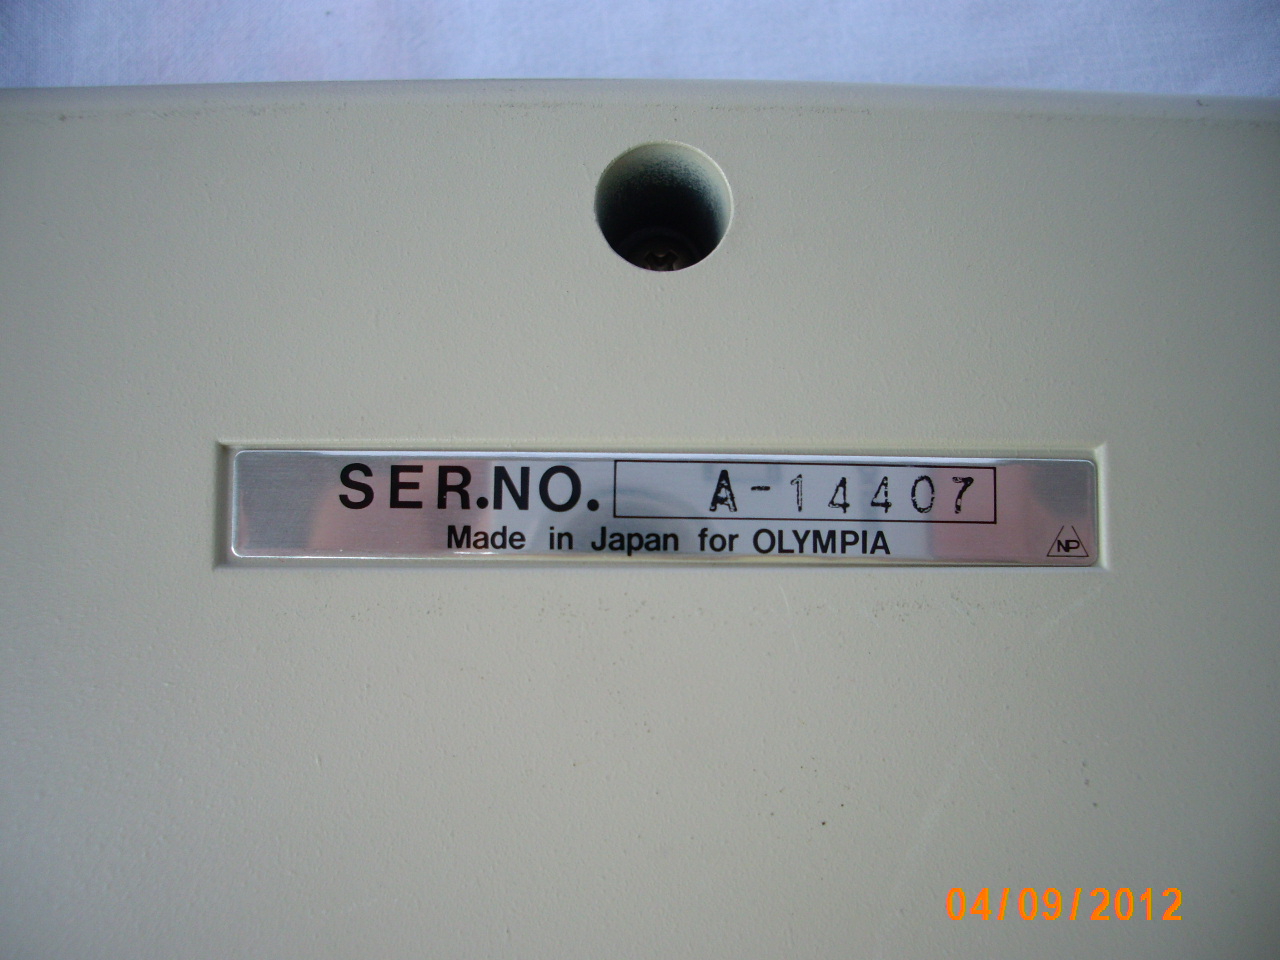 SER.NO. A-14407
Made in Japan for OLYMPIA
NP
04/09/2012